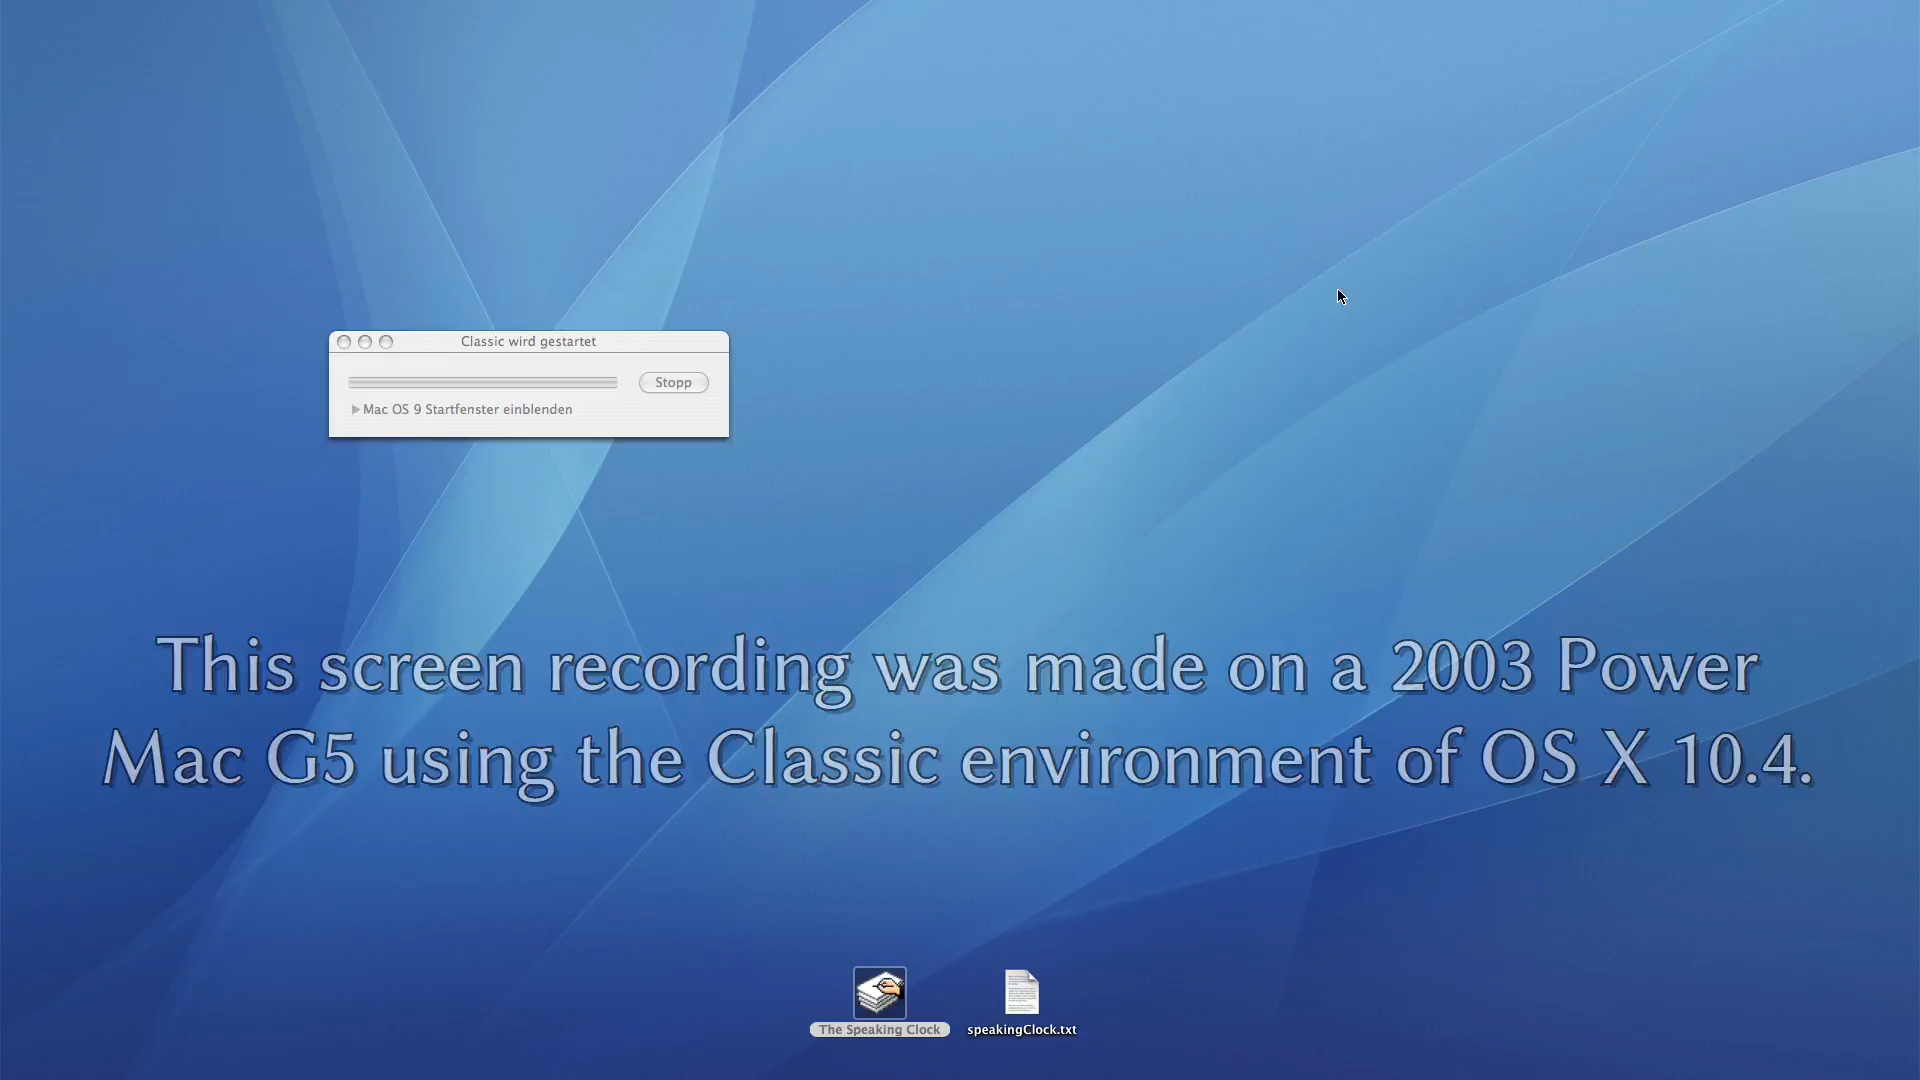 Classic wird gestartet
Stopp
Mac OS 9 Startfenster einblenden
This screen recording was made on a 2003 Power
Mac G5 using the Classic environment of OS X 10.4.
The Speaking Clock
speakingClock.txt